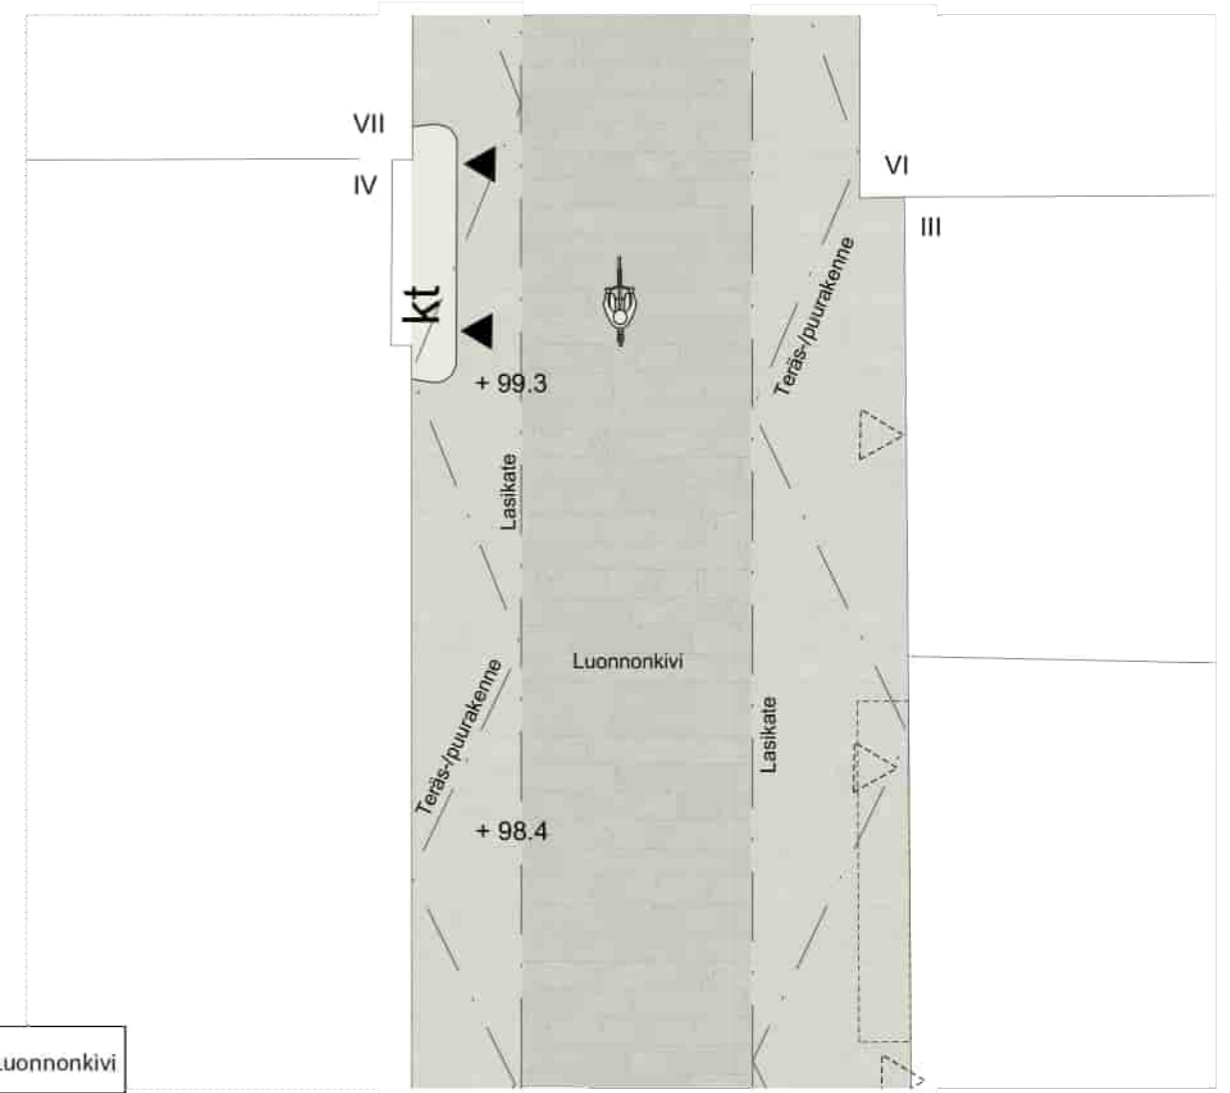 VII
VI
IV
III
Teräs-/puurakenne
kt
+ 99.3
Lasikate
Luonnonkivi
Teräs-/puurakenne
Lasikate
+ 98.4
Luonnonkivi